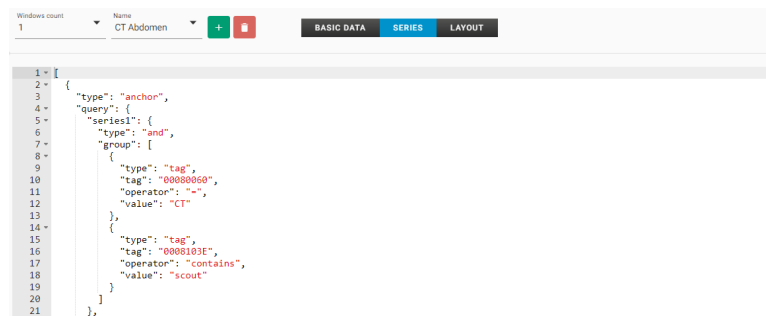 Windows count
1
Name
CT Abdomen
+
BASIC DATA
SERIES
LAYOUT
1 [
2 {
3 "type": "anchor",
4 "query": {
5 "series1": {
6 "type": "and",
7 "group": [
8 {
9 "type": "tag",
10 "tag": "00080060",
11 "operator": "=",
12 "value": "CT"
13 },
14 {
15 "type": "tag",
16 "tag": "0008103E",
17 "operator": "contains",
18 "value": "scout"
19 }
20 ]
21 },